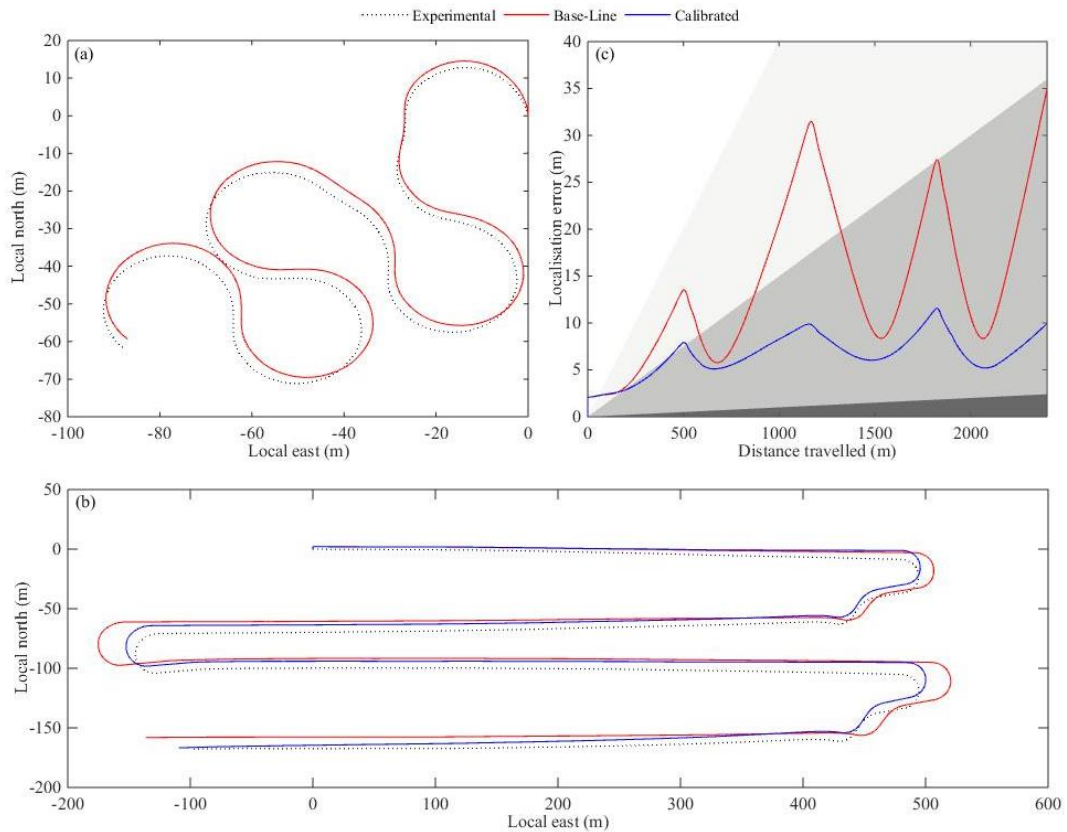 Experimental Base-Line Calibrated
(a)
20
10
0
-10
-20
-30
-40
-50
-60
-70
-80
Local north (m)
-100 -80 -60 -40 -20 0
Local east (m)
(c)
40
35
30
25
20
15
10
5
0
Localisation error (m)
0 500 1000 1500 2000
Distance travelled (m)
(b)
50
0
-50
-100
-150
-200
Local north (m)
-200 -100 0 100 200 300 400 500 600
Local east (m)